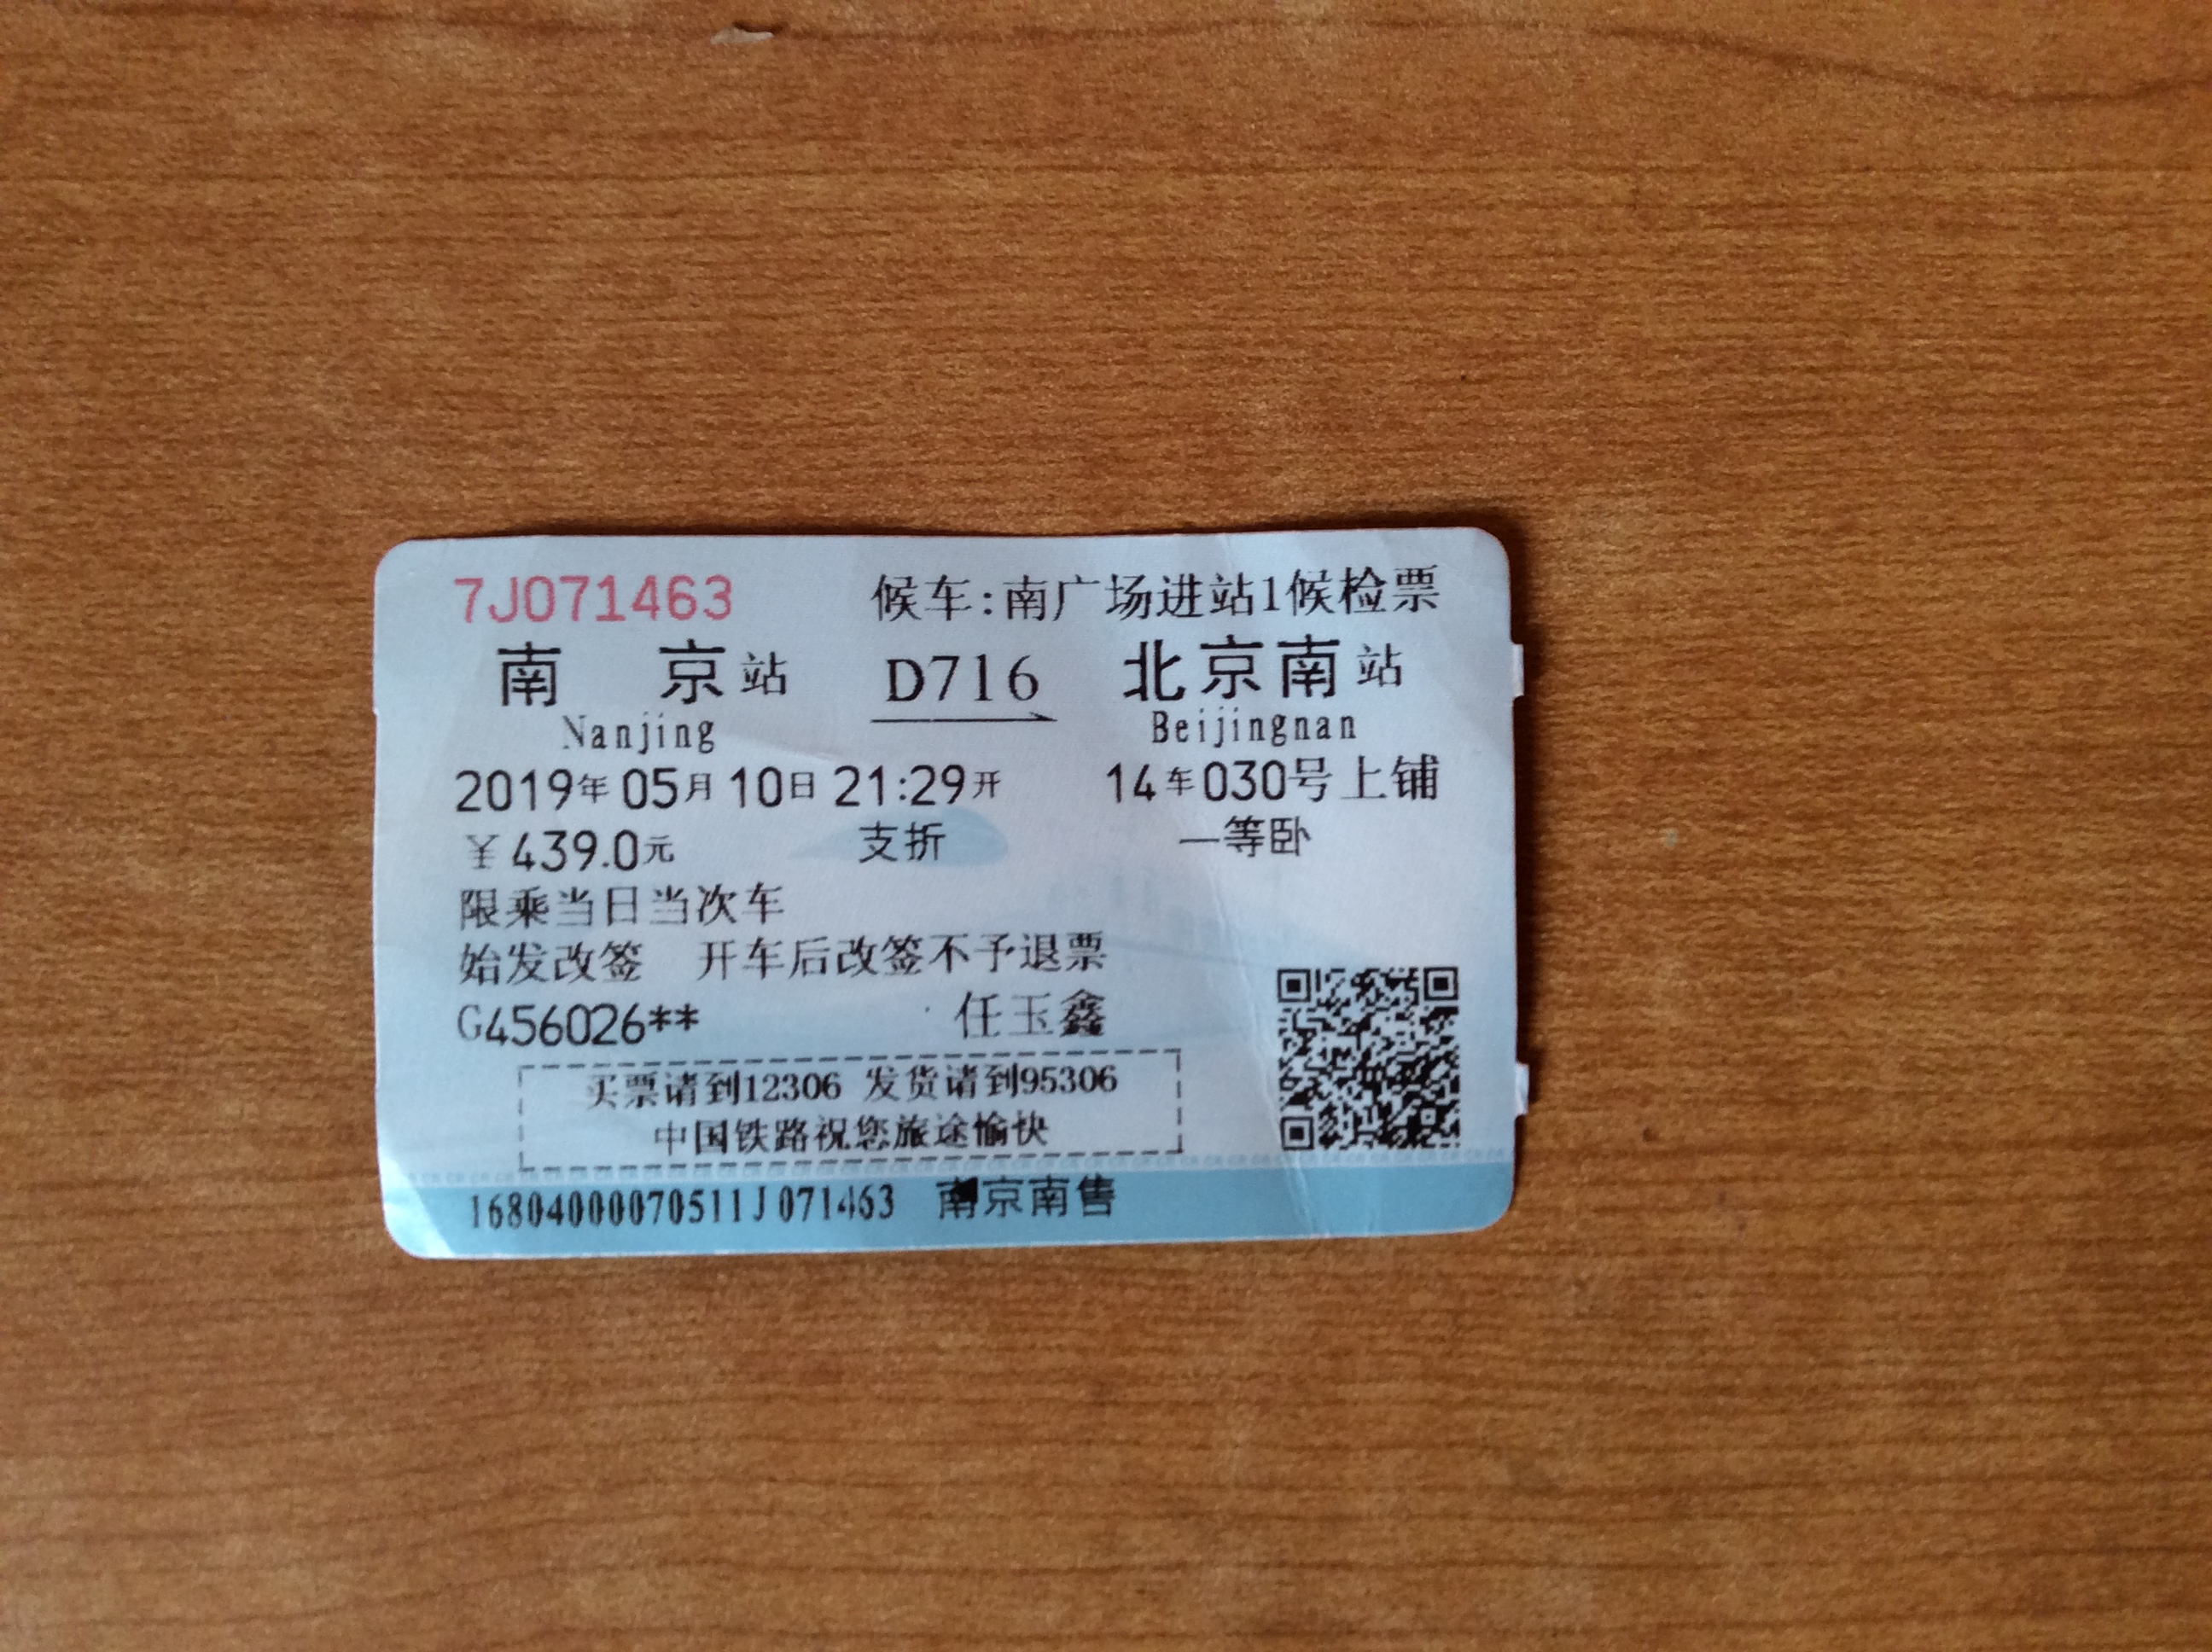 7J071463 候车:南广场进站1候检票
南京站 D716 北京南站
Nanjing Beijingnan
2019年05月10日21:29开 14车030号上铺
¥439.0元 支折 一等卧
限乘当日当次车
始发改签 开车后改签不予退票
G456026** 任玉鑫
买票请到12306 发货请到95306
中国铁路祝您旅途愉快
16804000070511J071463 南京南售